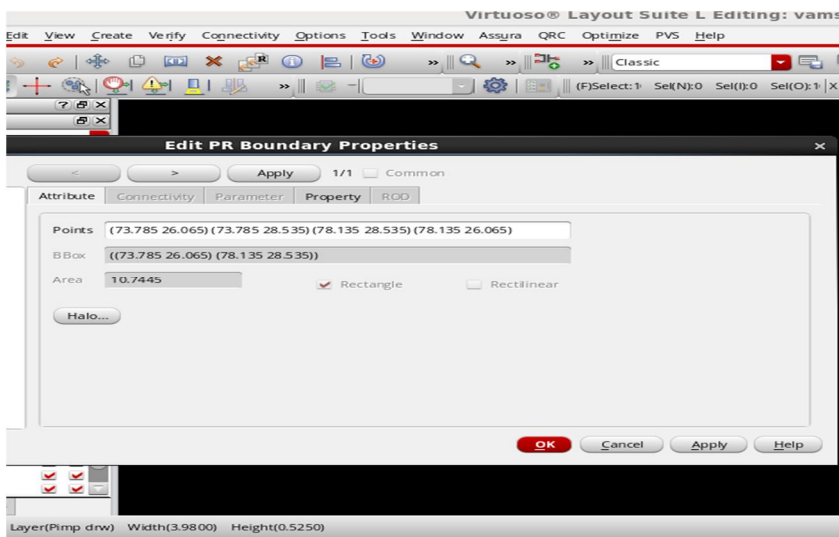 Virtuoso® Layout Suite L Editing: vams
Edit View Create Verify Connectivity Options Tools Window Assura QRC Optimize PVS Help
» » » Classic
» (F)Select:1 Sel(N):0 Sel(I):0 Sel(O):1 X
Edit PR Boundary Properties
< > Apply 1/1 Common
Attribute Connectivity Parameter Property ROD
Points (73.785 26.065) (73.785 28.535) (78.135 28.535) (78.135 26.065)
BBox ((73.785 26.065) (78.135 28.535))
Area 10.7445 Rectangle Rectilinear
Halo...
OK Cancel Apply Help
Layer(Pimp drw) Width(3.9800) Height(0.5250)